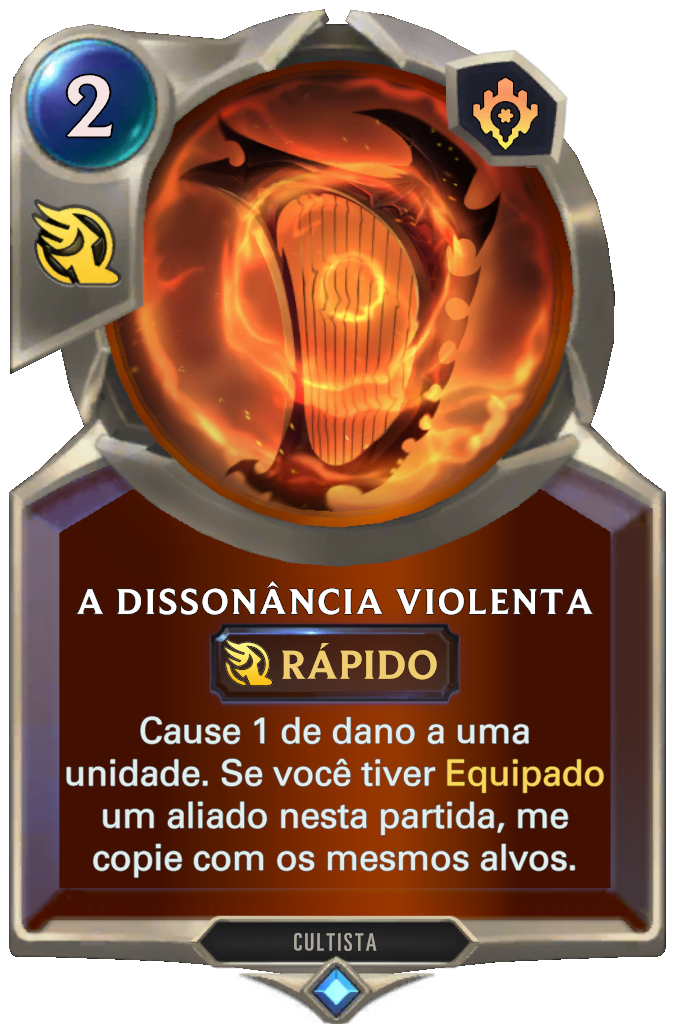 2
A DISSONÂNCIA VIOLENTA
RÁPIDO
Cause 1 de dano a uma
unidade. Se você tiver Equipado
um aliado nesta partida, me
copie com os mesmos alvos.
CULTISTA